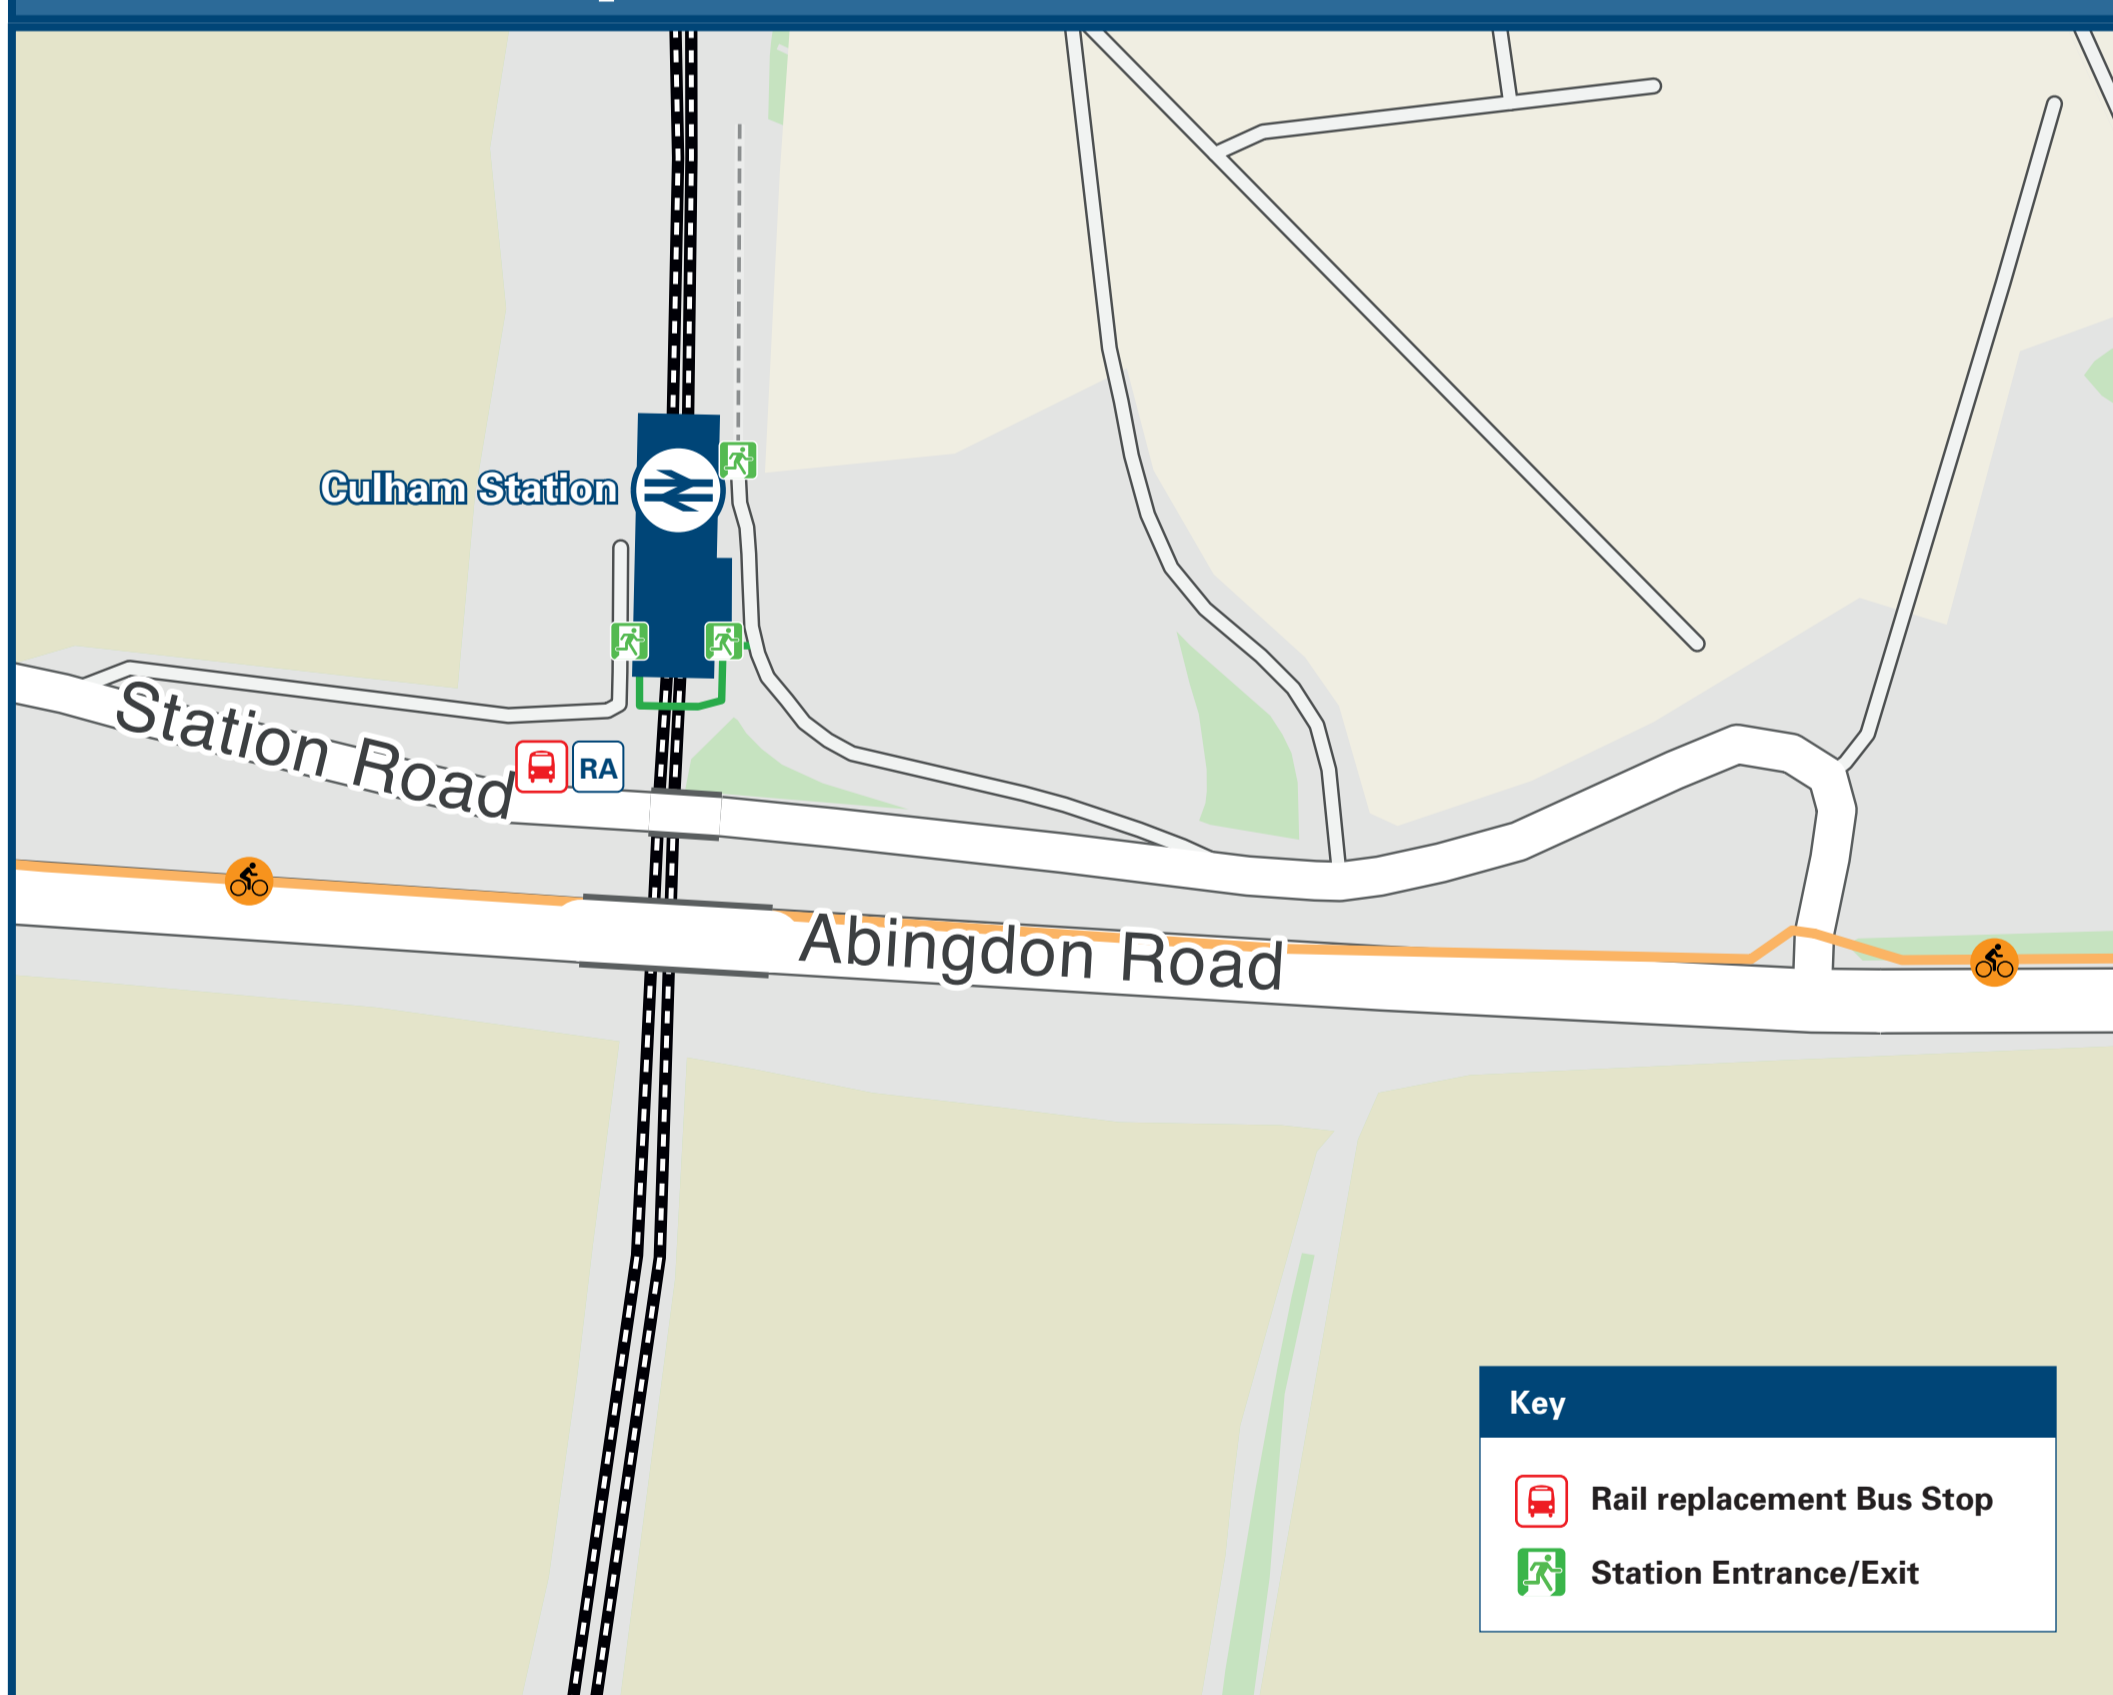 Culham Station
Station Road
RA
Abingdon Road
Key
Rail replacement Bus Stop
Station Entrance/Exit